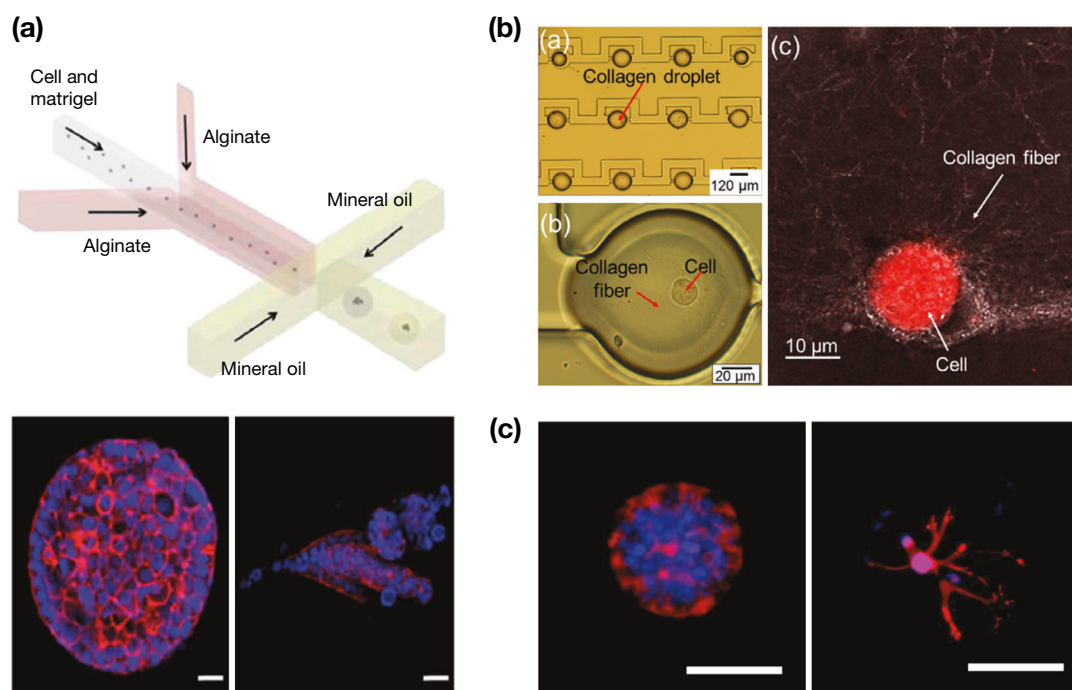 (a)
Cell and
matrigel
Alginate
Mineral oil
Alginate
Mineral oil
(b)
(a)
Collagen droplet
120 µm
(b)
Collagen
fiber
Cell
20 µm
(c)
Collagen fiber
10 µm
Cell
(c)